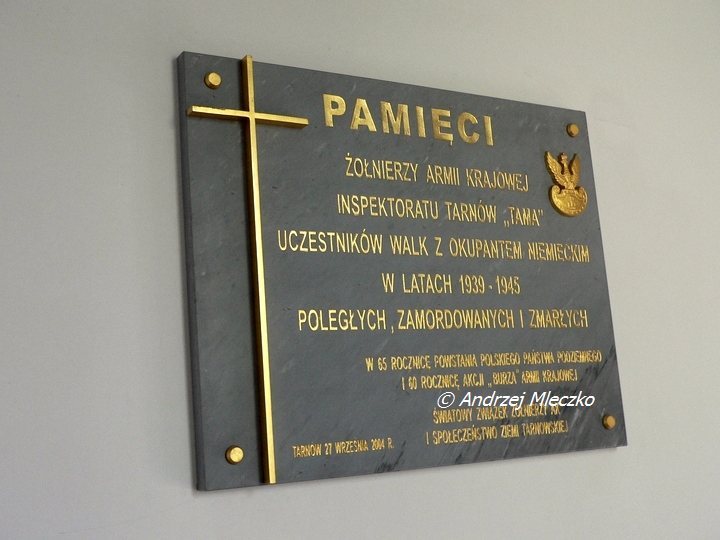 PAMIĘCI
ŻOŁNIERZY ARMII KRAJOWEJ
INSPEKTORATU TARNÓW „TAMA"
UCZESTNIKÓW WALK Z OKUPANTEM NIEMIECKIM
W LATACH 1939 - 1945
POLEGŁYCH, ZAMORDOWANYCH I ZMARŁYCH
W 65 ROCZNICĘ POWSTANIA POLSKIEGO PAŃSTWA PODZIEMNEGO
I 60 ROCZNICĘ AKCJI „BURZA" ARMII KRAJOWEJ
© Andrzej Mleczko
ŚWIATOWY ZWIĄZEK ŻOŁNIERZY AK
I SPOŁECZEŃSTWO ZIEMI TARNOWSKIEJ
TARNÓW 27 WRZEŚNIA 2004 R.